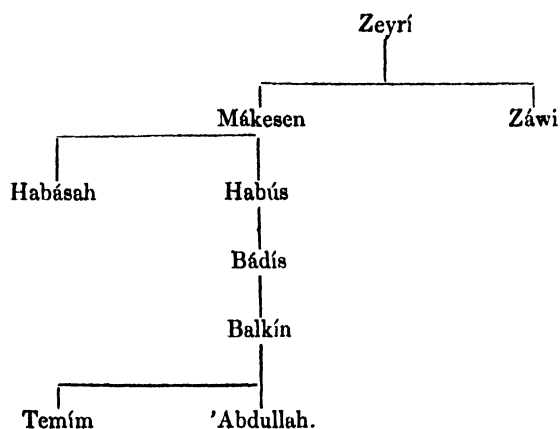 Zeyrí
Mákesen Záwi
Habásah Habús
Bádís
Balkín
Temím 'Abdullah.